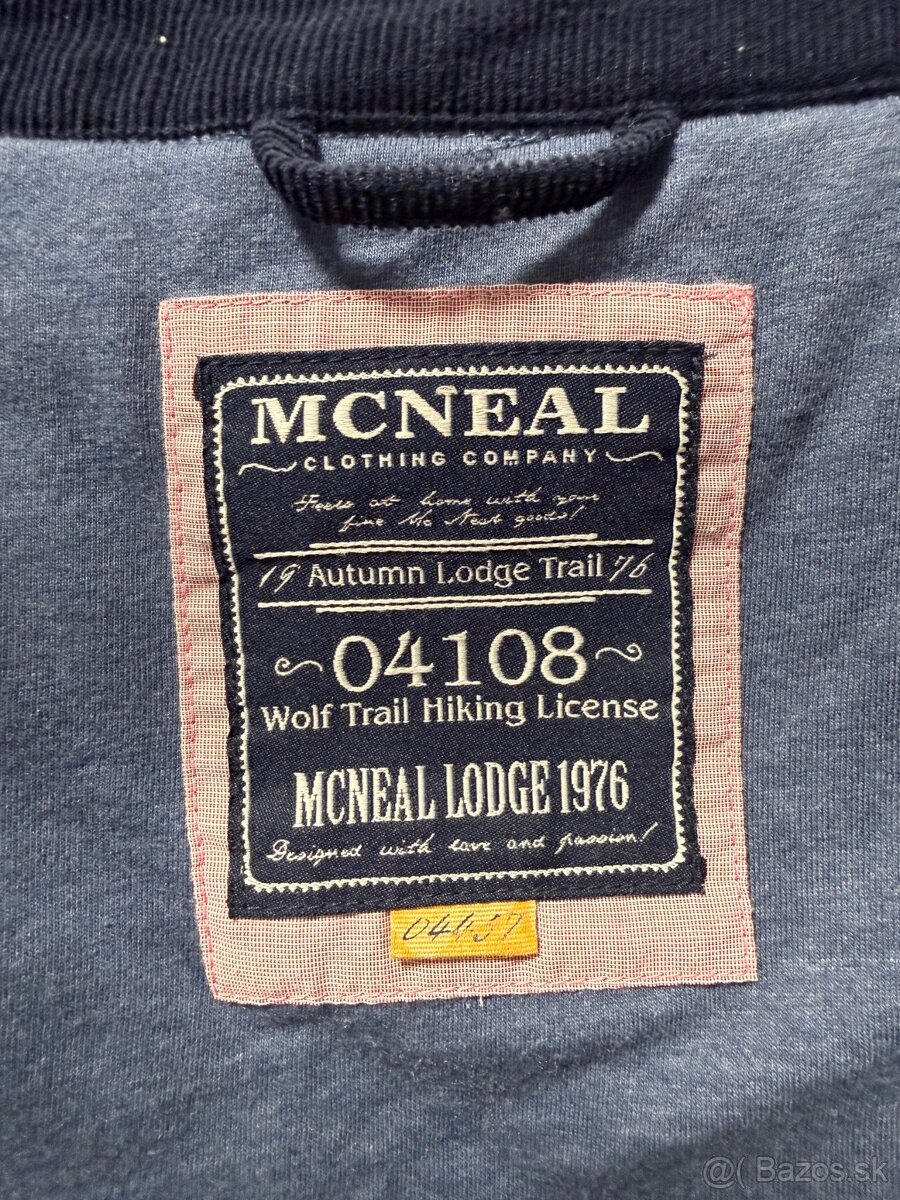 MCNEAL
CLOTHING COMPANY
Feels at home with your
fine Mc Neal goods!
19 Autumn Lodge Trail 76
04108
Wolf Trail Hiking License
MCNEAL LODGE 1976
Designed with love and passion!
@( Bazos.sk